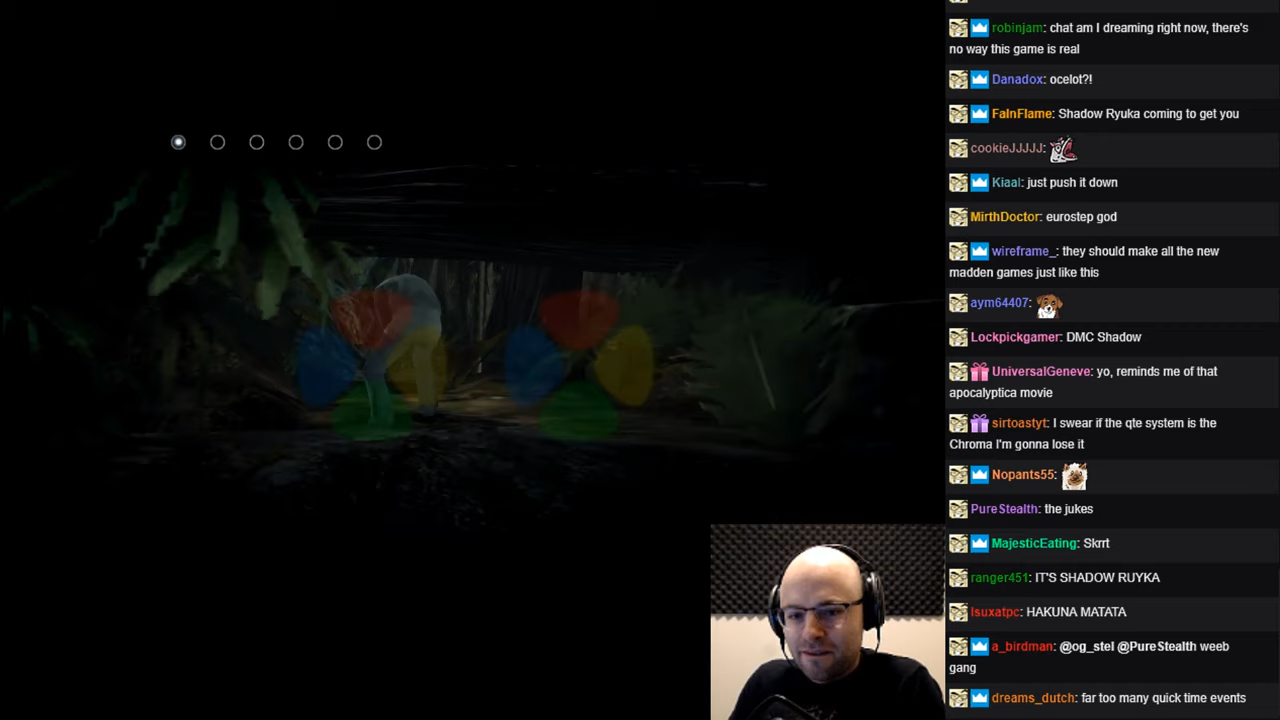 robinjam: chat am I dreaming right now, there's
no way this game is real
Danadox: ocelot?!
FaInFlame: Shadow Ryuka coming to get you
cookieJJJJJ:
Kiaal: just push it down
MirthDoctor: eurostep god
wireframe_: they should make all the new
madden games just like this
aym64407:
Lockpickgamer: DMC Shadow
UniversalGeneve: yo, reminds me of that
apocalyptica movie
sirtoastyt: I swear if the qte system is the
Chroma I'm gonna lose it
Nopants55:
PureStealth: the jukes
MajesticEating: Skrrt
ranger451: IT'S SHADOW RUYKA
Isuxatpc: HAKUNA MATATA
a_birdman: @og_stel @PureStealth weeb
gang
dreams_dutch: far too many quick time events